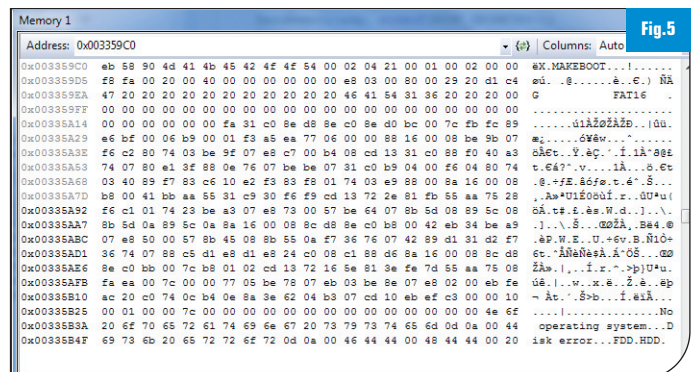 Memory 1
Fig.5
Address: 0x003359C0 Columns: Auto
0x003359C0 eb 58 90 4d 41 4b 45 42 4f 4f 54 00 02 04 21 00 01 00 02 00 00 ëX.MAKEBOOT...!......
0x003359D5 f8 fa 00 20 00 40 00 00 00 00 00 e8 03 00 80 00 29 20 d1 c4 øú. .@.....è..€.) ÑÄ
0x003359EA 47 20 20 20 20 20 20 20 20 20 20 46 41 54 31 36 20 20 20 00 G FAT16 .
0x003359FF 00 00 00 00 00 00 00 00 00 00 00 00 00 00 00 00 00 00 00 00 00 .....................
0x00335A14 00 00 00 00 00 00 fa 31 c0 8e d8 8e c0 8e d0 bc 00 7c fb fc 89 ......ú1ÀŽØŽÀŽÐ..|ûü.
0x00335A29 e6 bf 00 06 b9 00 01 f3 a5 ea 77 06 00 00 88 16 00 08 be 9b 07
0x00335A3E f6 c2 80 74 03 be 9f 07 e8 c7 00 b4 08 cd 13 31 c0 88 f0 40 a3
0x00335A53 74 07 80 e1 3f 88 0e 76 07 be be 07 31 c0 b9 04 00 f6 04 80 74
0x00335A68 03 40 89 f7 83 c6 10 e2 f3 83 f8 01 74 03 e9 88 00 8a 16 00 08
0x00335A7D b8 00 41 bb aa 55 31 c9 30 f6 f9 cd 13 72 2e 81 fb 55 aa 75 28
0x00335A92 f6 c1 01 74 23 be a3 07 e8 73 00 57 be 64 07 8b 5d 08 89 5c 08
0x00335AA7 8b 5d 0a 89 5c 0a 8a 16 00 08 8d 8e c0 b8 00 42 eb 34 be a9
0x00335ABC 07 e8 50 00 57 8b 45 08 8b 55 0a f7 36 76 07 42 89 d1 31 d2 f7
0x00335AD1 36 74 07 88 c5 d1 e8 d1 e8 24 c0 08 c1 88 d6 8a 16 00 08 8c d8
0x00335AE6 8e c0 bb 00 7c b8 01 02 cd 13 72 16 5e 81 3e fe 7d 55 aa 75 08
0x00335AFB fa ea 00 7c 00 00 77 05 be 78 07 eb 03 be 8e 07 e8 02 00 eb fe
0x00335B10 ac 20 c0 74 0c b4 0e 8a 3e 62 04 b3 07 cd 10 eb ef c3 00 00 10
0x00335B25 00 01 00 00 7c 00 00 00 00 00 00 00 00 00 00 00 00 00 00 4e 6f ....|..............No
0x00335B3A 20 6f 70 65 72 61 74 69 6e 67 20 73 79 73 74 65 6d 0d 0a 00 44 operating system...D
0x00335B4F 69 73 6b 20 65 72 72 6f 72 0d 0a 00 46 44 44 00 48 44 44 00 20 isk error...FDD.HDD.